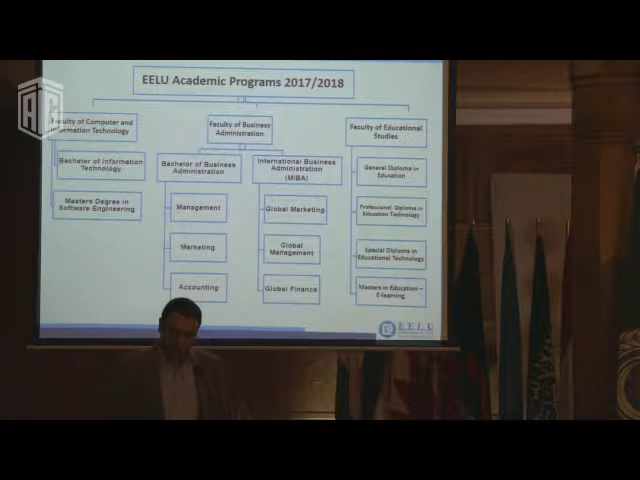 EELU Academic Programs 2017/2018
Faculty of Computer and
Information Technology
Bachelor of Information
Technology
Masters Degree in
Software Engineering
Faculty of Business
Administration
Bachelor of Business
Administration
Management
Marketing
Accounting
International Business
Administration
(MIBA)
Global Marketing
Global
Management
Global Finance
Faculty of Educational
Studies
General Diploma in
Education
Professional Diploma in
Education Technology
Special Diploma in
Educational Technology
Masters in Education –
E-learning
EELU